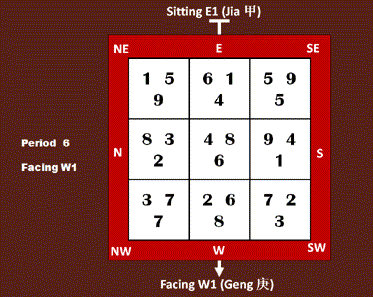 Sitting E1 (Jia 甲)
NE E SE
1 5 6 1 5 9
9 4 5
Period 6
8 3 4 8 9 4
N S
Facing W1
2 6 1
3 7 2 6 7 2
7 8 3
NW W SW
Facing W1 (Geng 庚)